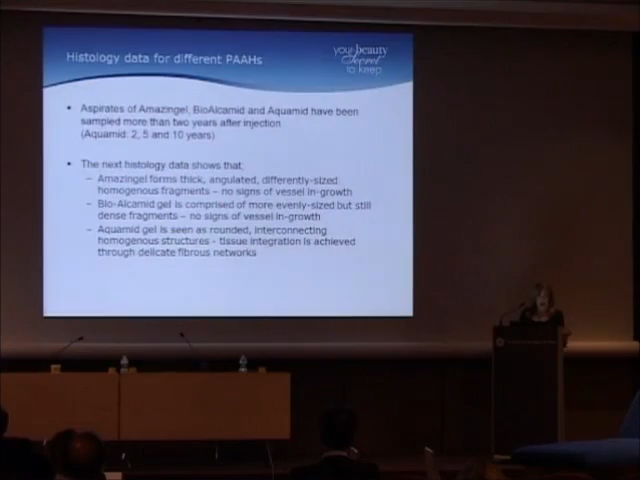 Histology data for different PAAHs
your beauty
Secret
to keep
• Aspirates of Amazingel, BioAlcamid and Aquamid have been
sampled more than two years after injection
(Aquamid: 2, 5 and 10 years)
• The next histology data shows that;
– Amazingel forms thick, angulated, differently-sized
homogenous fragments – no signs of vessel in-growth
– Bio-Alcamid gel is comprised of more evenly-sized but still
dense fragments – no signs of vessel in-growth
– Aquamid gel is seen as rounded, interconnecting
homogenous structures - tissue integration is achieved
through delicate fibrous networks